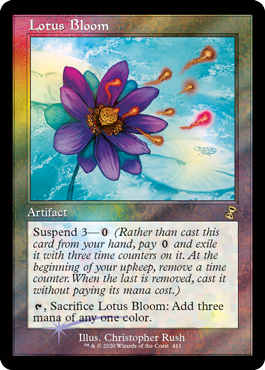 Lotus Bloom
Artifact
Suspend 3—0 (Rather than cast this
card from your hand, pay 0 and exile
it with three time counters on it. At the
beginning of your upkeep, remove a time
counter. When the last is removed, cast it
without paying its mana cost.)
, Sacrifice Lotus Bloom: Add three
mana of any one color.
Illus. Christopher Rush
™ & © 2020 Wizards of the Coast 411